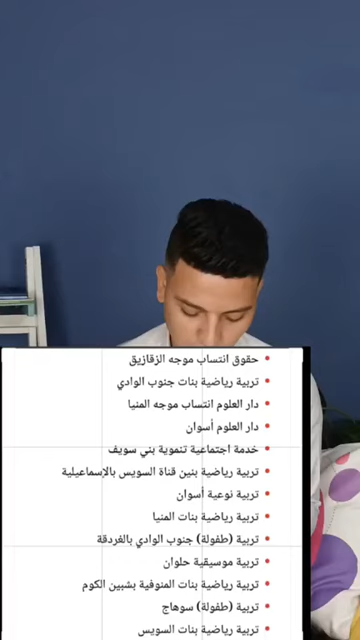 حقوق انتساب موجه الزقازيق
تربية رياضية بنات جنوب الوادي
دار العلوم انتساب موجه المنيا
دار العلوم أسوان
خدمة اجتماعية تنموية بني سويف
تربية رياضية بنين قناة السويس بالإسماعيلية
تربية نوعية أسوان
تربية رياضية بنات المنيا
تربية (طفولة) جنوب الوادي بالغردقة
تربية موسيقية حلوان
تربية رياضية بنات المنوفية بشبين الكوم
تربية (طفولة) سوهاج
تربية رياضية بنات السويس